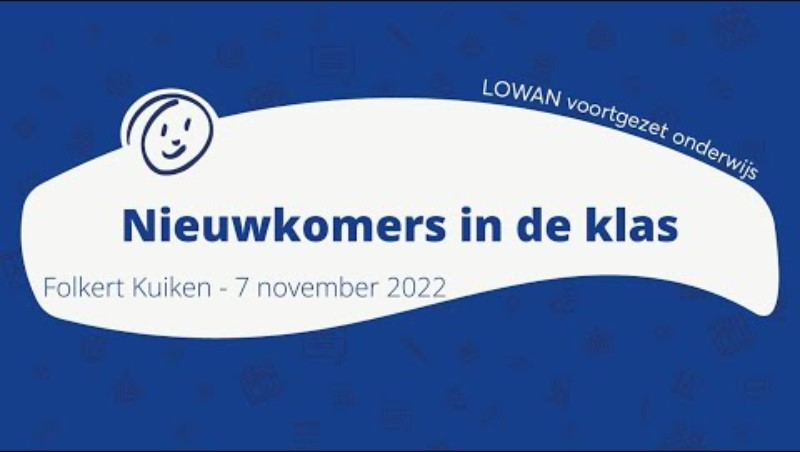 LOWAN voortgezet onderwijs
Nieuwkomers in de klas
Folkert Kuiken - 7 november 2022